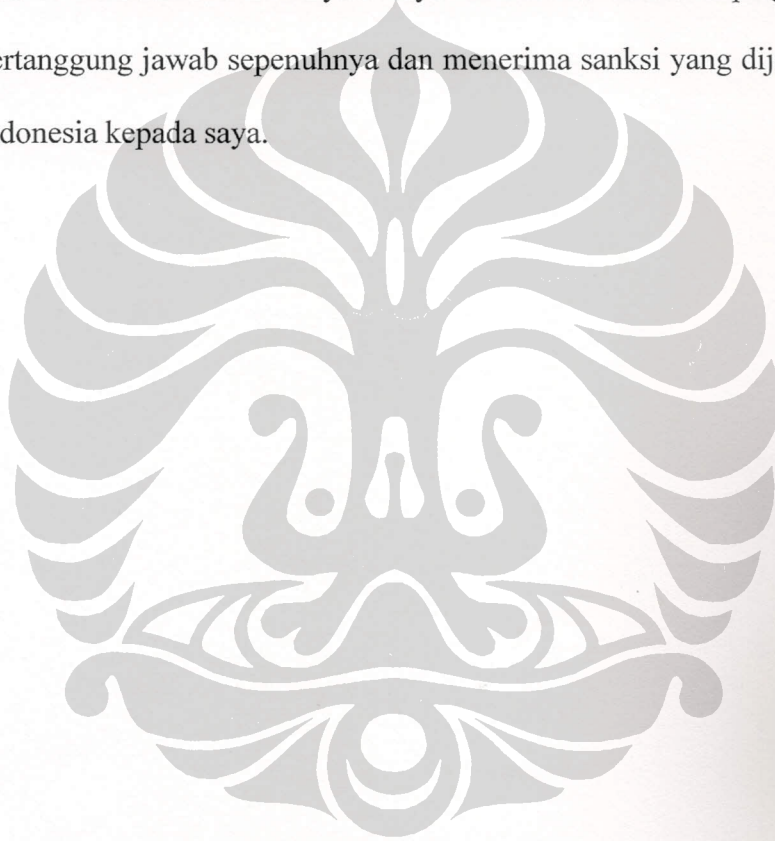 ertanggung jawab sepenuhnya dan menerima sanksi yang dij
donesia kepada saya.